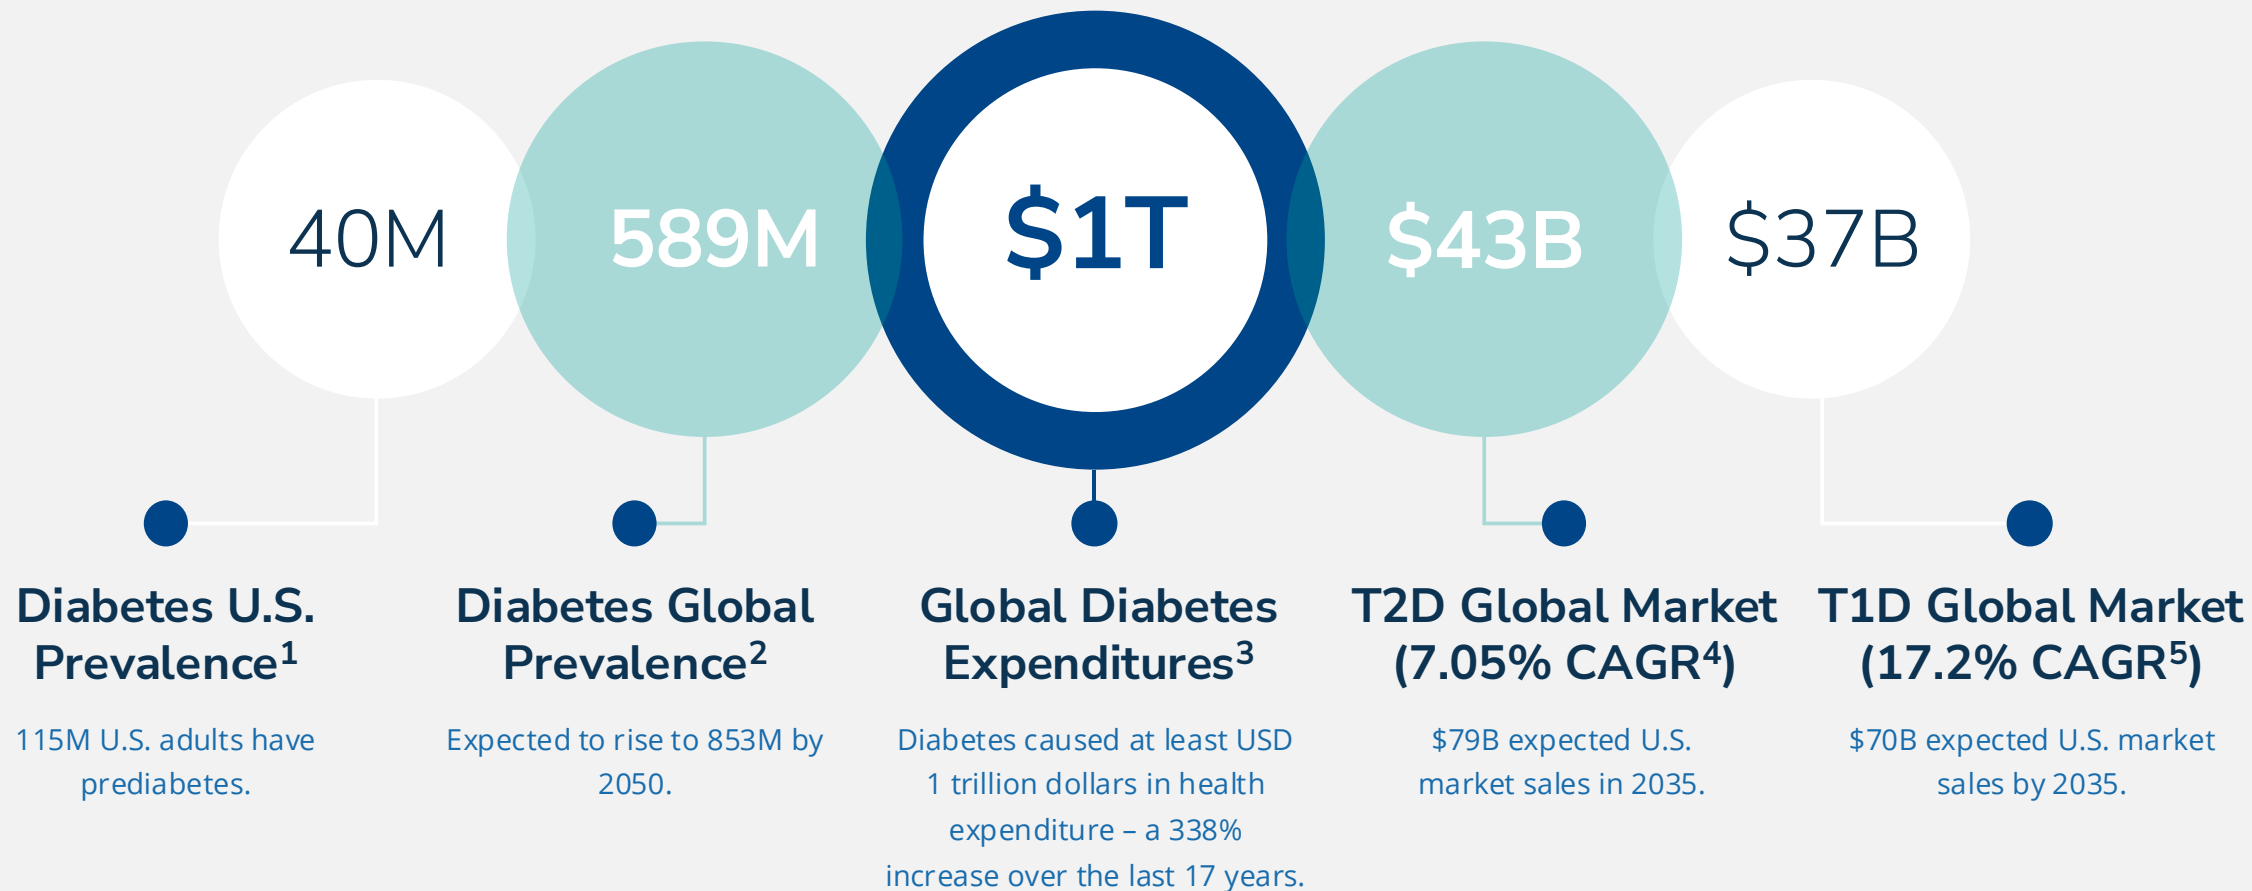 40M
589M
$1T
$43B
$37B
Diabetes U.S.
Prevalence¹
115M U.S. adults have
prediabetes.
Diabetes Global
Prevalence²
Expected to rise to 853M by
2050.
Global Diabetes
Expenditures³
Diabetes caused at least USD
1 trillion dollars in health
expenditure – a 338%
increase over the last 17 years.
T2D Global Market
(7.05% CAGR⁴)
$79B expected U.S.
market sales in 2035.
T1D Global Market
(17.2% CAGR⁵)
$70B expected U.S. market
sales by 2035.